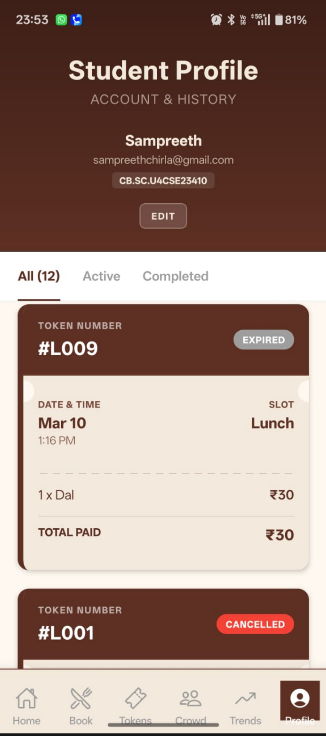 23:53 81%
Student Profile
ACCOUNT & HISTORY
Sampreeth
sampreethchirla@gmail.com
CB.SC.U4CSE23410
EDIT
All (12) Active Completed
TOKEN NUMBER
#L009 EXPIRED
DATE & TIME SLOT
Mar 10 Lunch
1:16 PM
1 x Dal ₹30
TOTAL PAID ₹30
TOKEN NUMBER
#L001 CANCELLED
Home Book Tokens Crowd Trends Profile